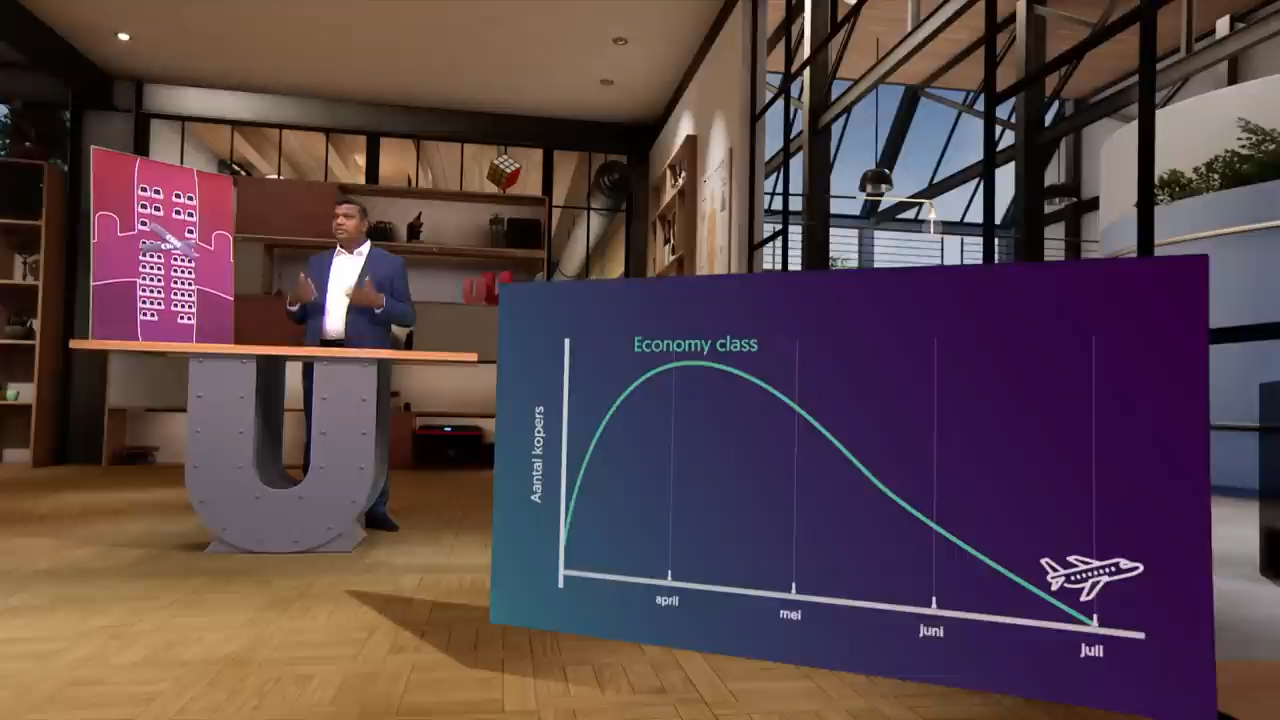 Economy class
Aantal kopers
april
mei
juni
juli